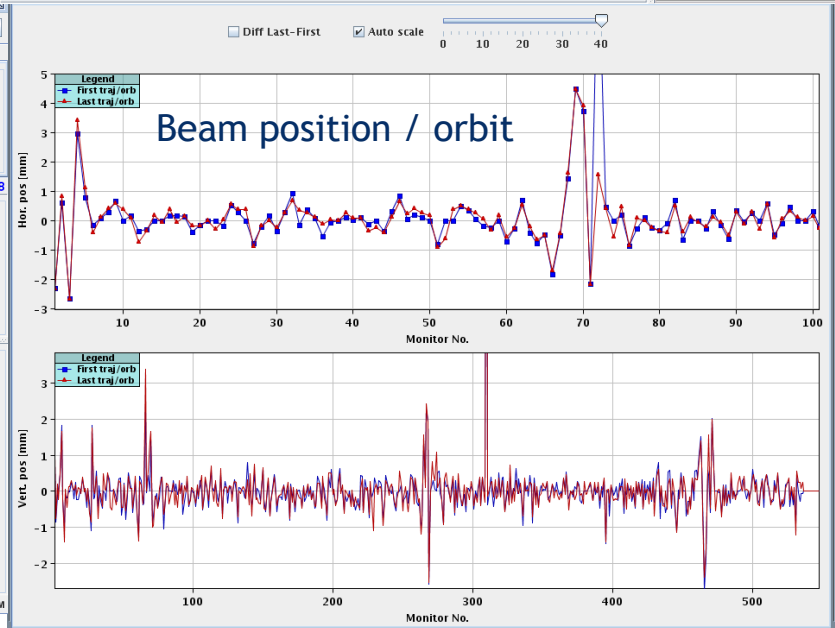 Diff Last-First
Auto scale
0 10 20 30 40
Legend
First traj/orb
Last traj/orb
Beam position / orbit
Hor. pos [mm]
5
4
3
2
1
0
-1
-2
-3
10 20 30 40 50 60 70 80 90 100
Monitor No.
Legend
First traj/orb
Last traj/orb
Vert. pos [mm]
3
2
1
0
-1
-2
100 200 300 400 500
Monitor No.